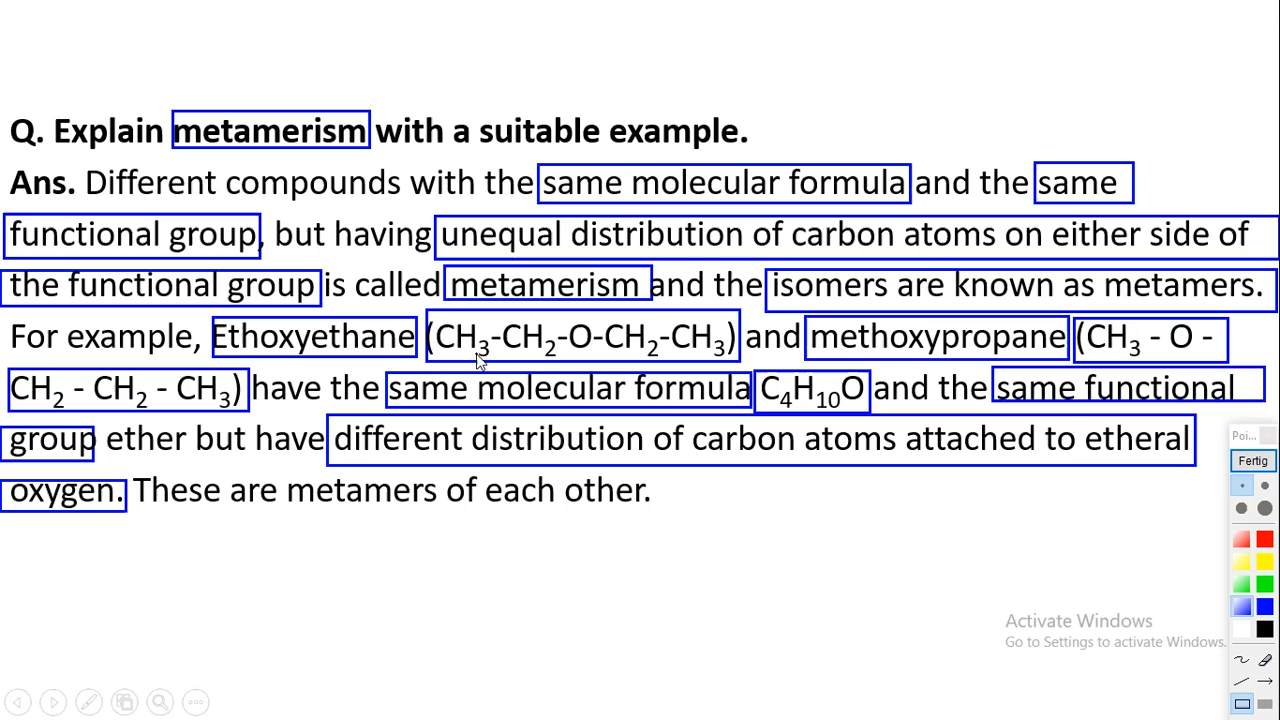 Q. Explain metamerism with a suitable example.
Ans. Different compounds with the same molecular formula and the same
functional group, but having unequal distribution of carbon atoms on either side of
the functional group is called metamerism and the isomers are known as metamers.
For example, Ethoxyethane (CH₃-CH₂-O-CH₂-CH₃) and methoxypropane (CH₃ - O -
CH₂ - CH₂ - CH₃) have the same molecular formula C₄H₁₀O and the same functional
group ether but have different distribution of carbon atoms attached to etheral
oxygen. These are metamers of each other.
Poi...
Fertig
Activate Windows
Go to Settings to activate Windows.